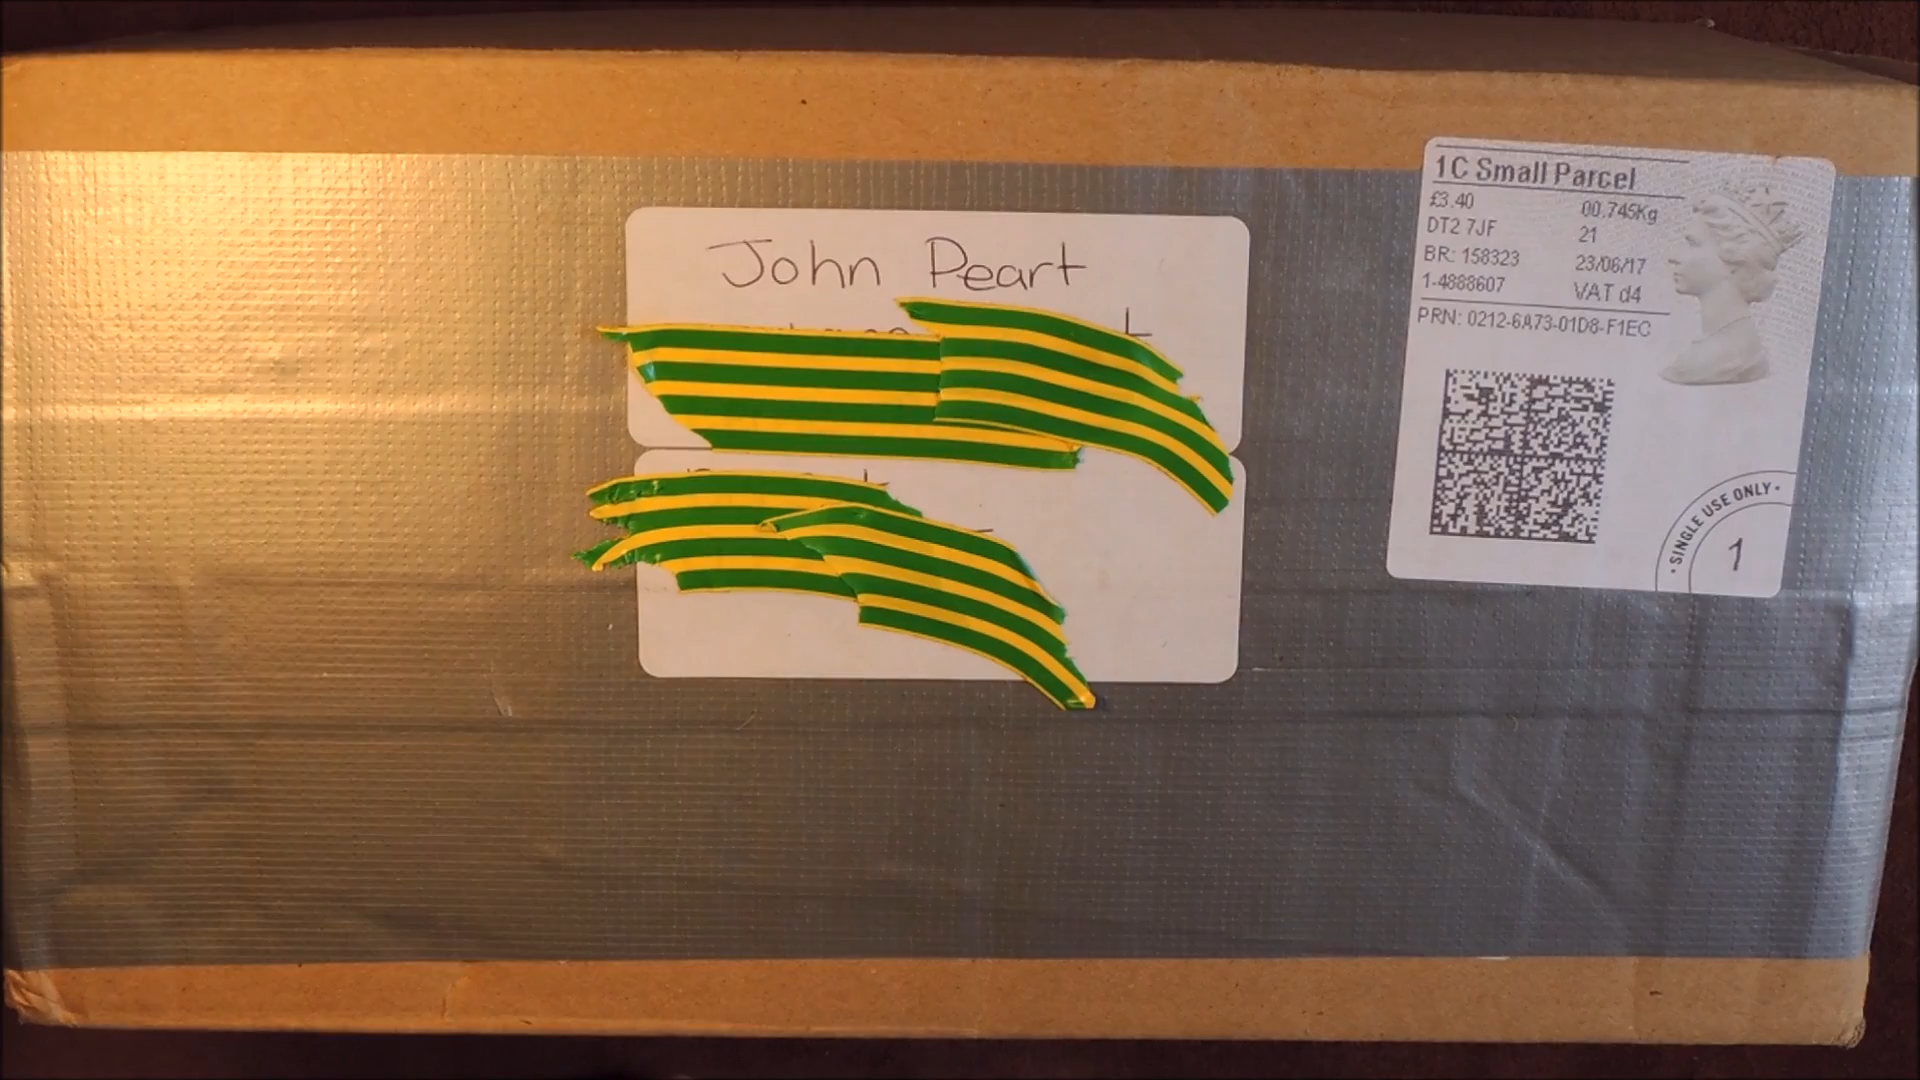 John Peart
1C Small Parcel
£3.40 00.745Kg
DT2 7JF 21
BR: 158323 23/06/17
1-4888607 VAT d4
PRN: 0212-6A73-01D8-F1EC
· SINGLE USE ONLY ·
1